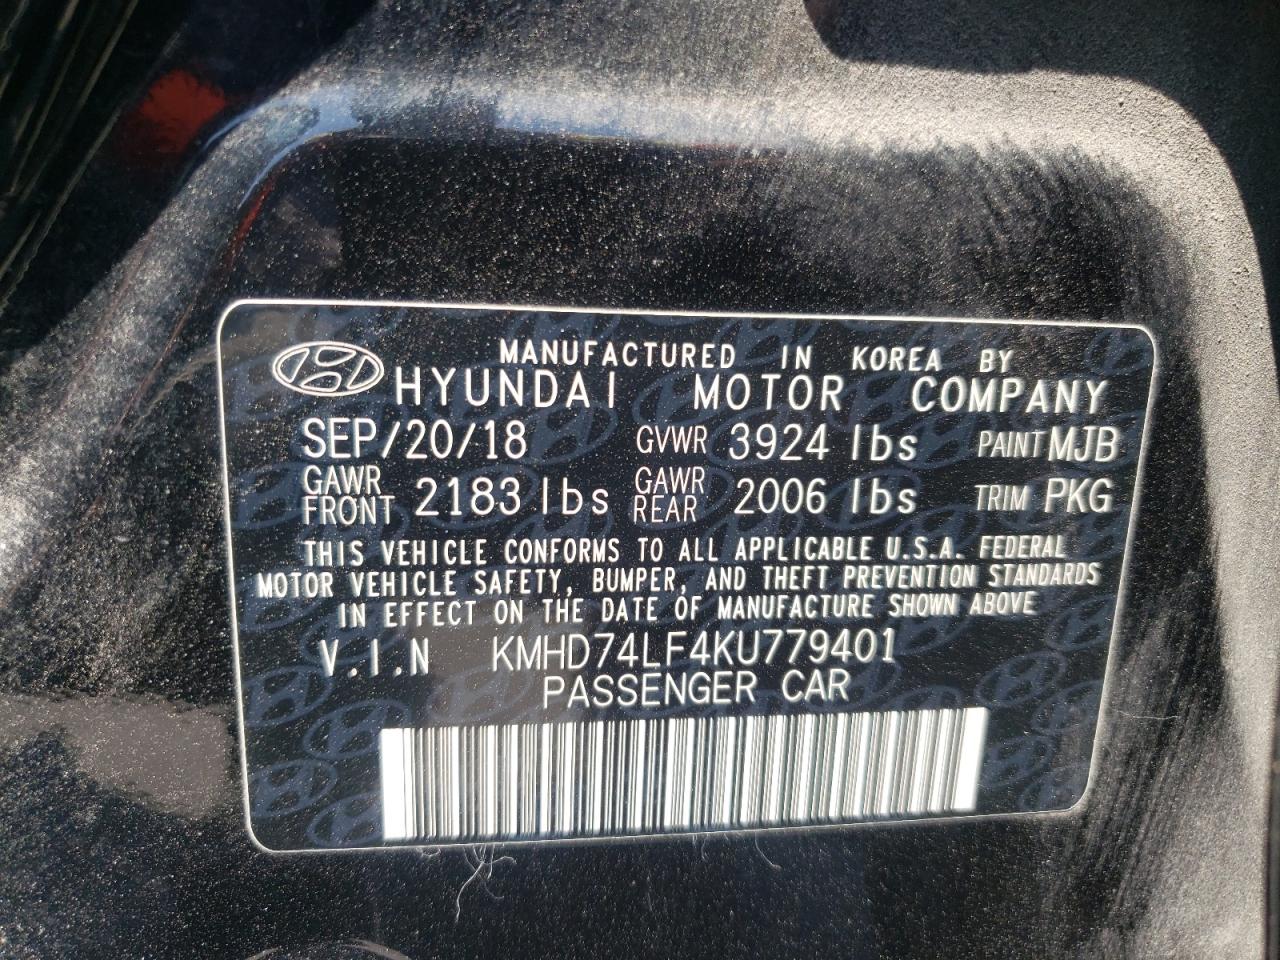 MANUFACTURED IN KOREA BY
HYUNDAI MOTOR COMPANY
SEP/20/18 GVWR 3924 lbs PAINT MJB
GAWR FRONT 2183 lbs GAWR REAR 2006 lbs TRIM PKG
THIS VEHICLE CONFORMS TO ALL APPLICABLE U.S.A. FEDERAL
MOTOR VEHICLE SAFETY, BUMPER, AND THEFT PREVENTION STANDARDS
IN EFFECT ON THE DATE OF MANUFACTURE SHOWN ABOVE
V.I.N KMHD74LF4KU779401
PASSENGER CAR